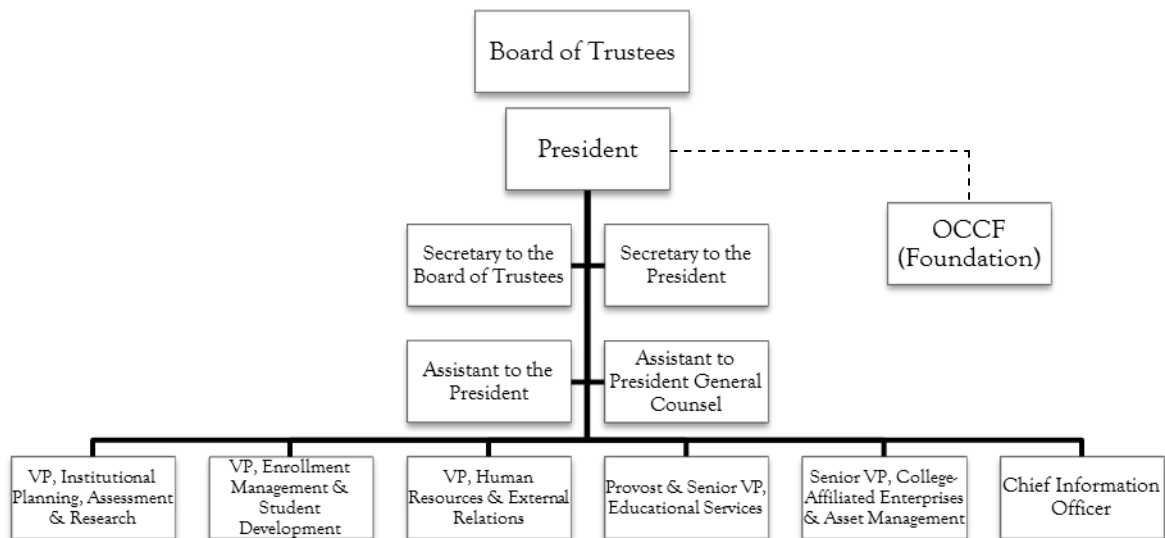 Board of Trustees
President
OCCF
(Foundation)
Secretary to the
Board of Trustees
Secretary to the
President
Assistant to the
President
Assistant to
President General
Counsel
VP, Institutional
Planning, Assessment
& Research
VP, Enrollment
Management &
Student
Development
VP, Human
Resources & External
Relations
Provost & Senior VP,
Educational Services
Senior VP, College-
Affiliated Enterprises
& Asset Management
Chief Information
Officer